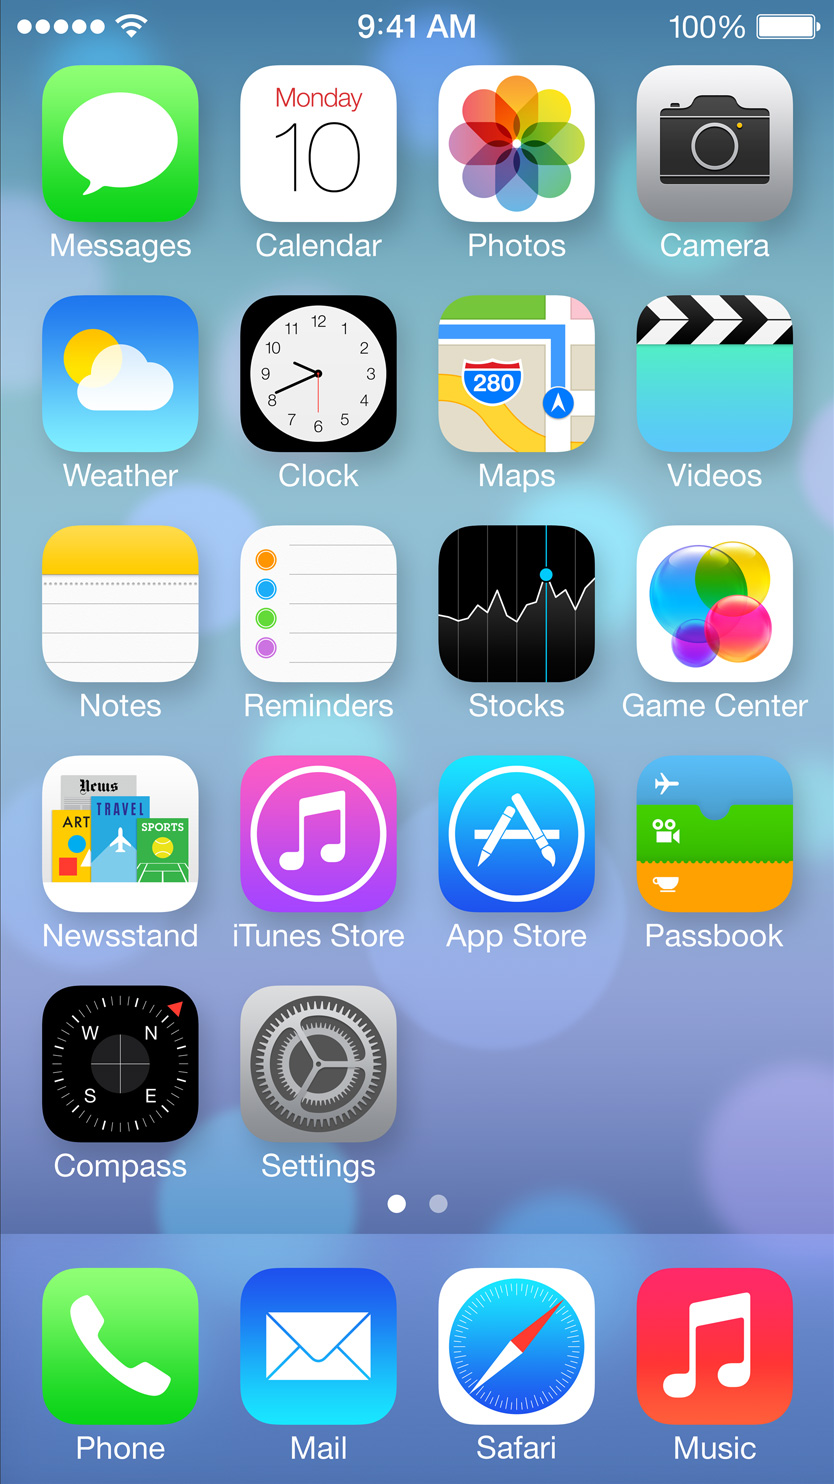 9:41 AM 100%
Monday
10
Messages Calendar Photos Camera
12
11 1
10 2
9 3
8 4
7 5
6
280
Weather Clock Maps Videos
Notes Reminders Stocks Game Center
News
ART TRAVEL SPORTS
Newsstand iTunes Store App Store Passbook
W N
S E
Compass Settings
Phone Mail Safari Music